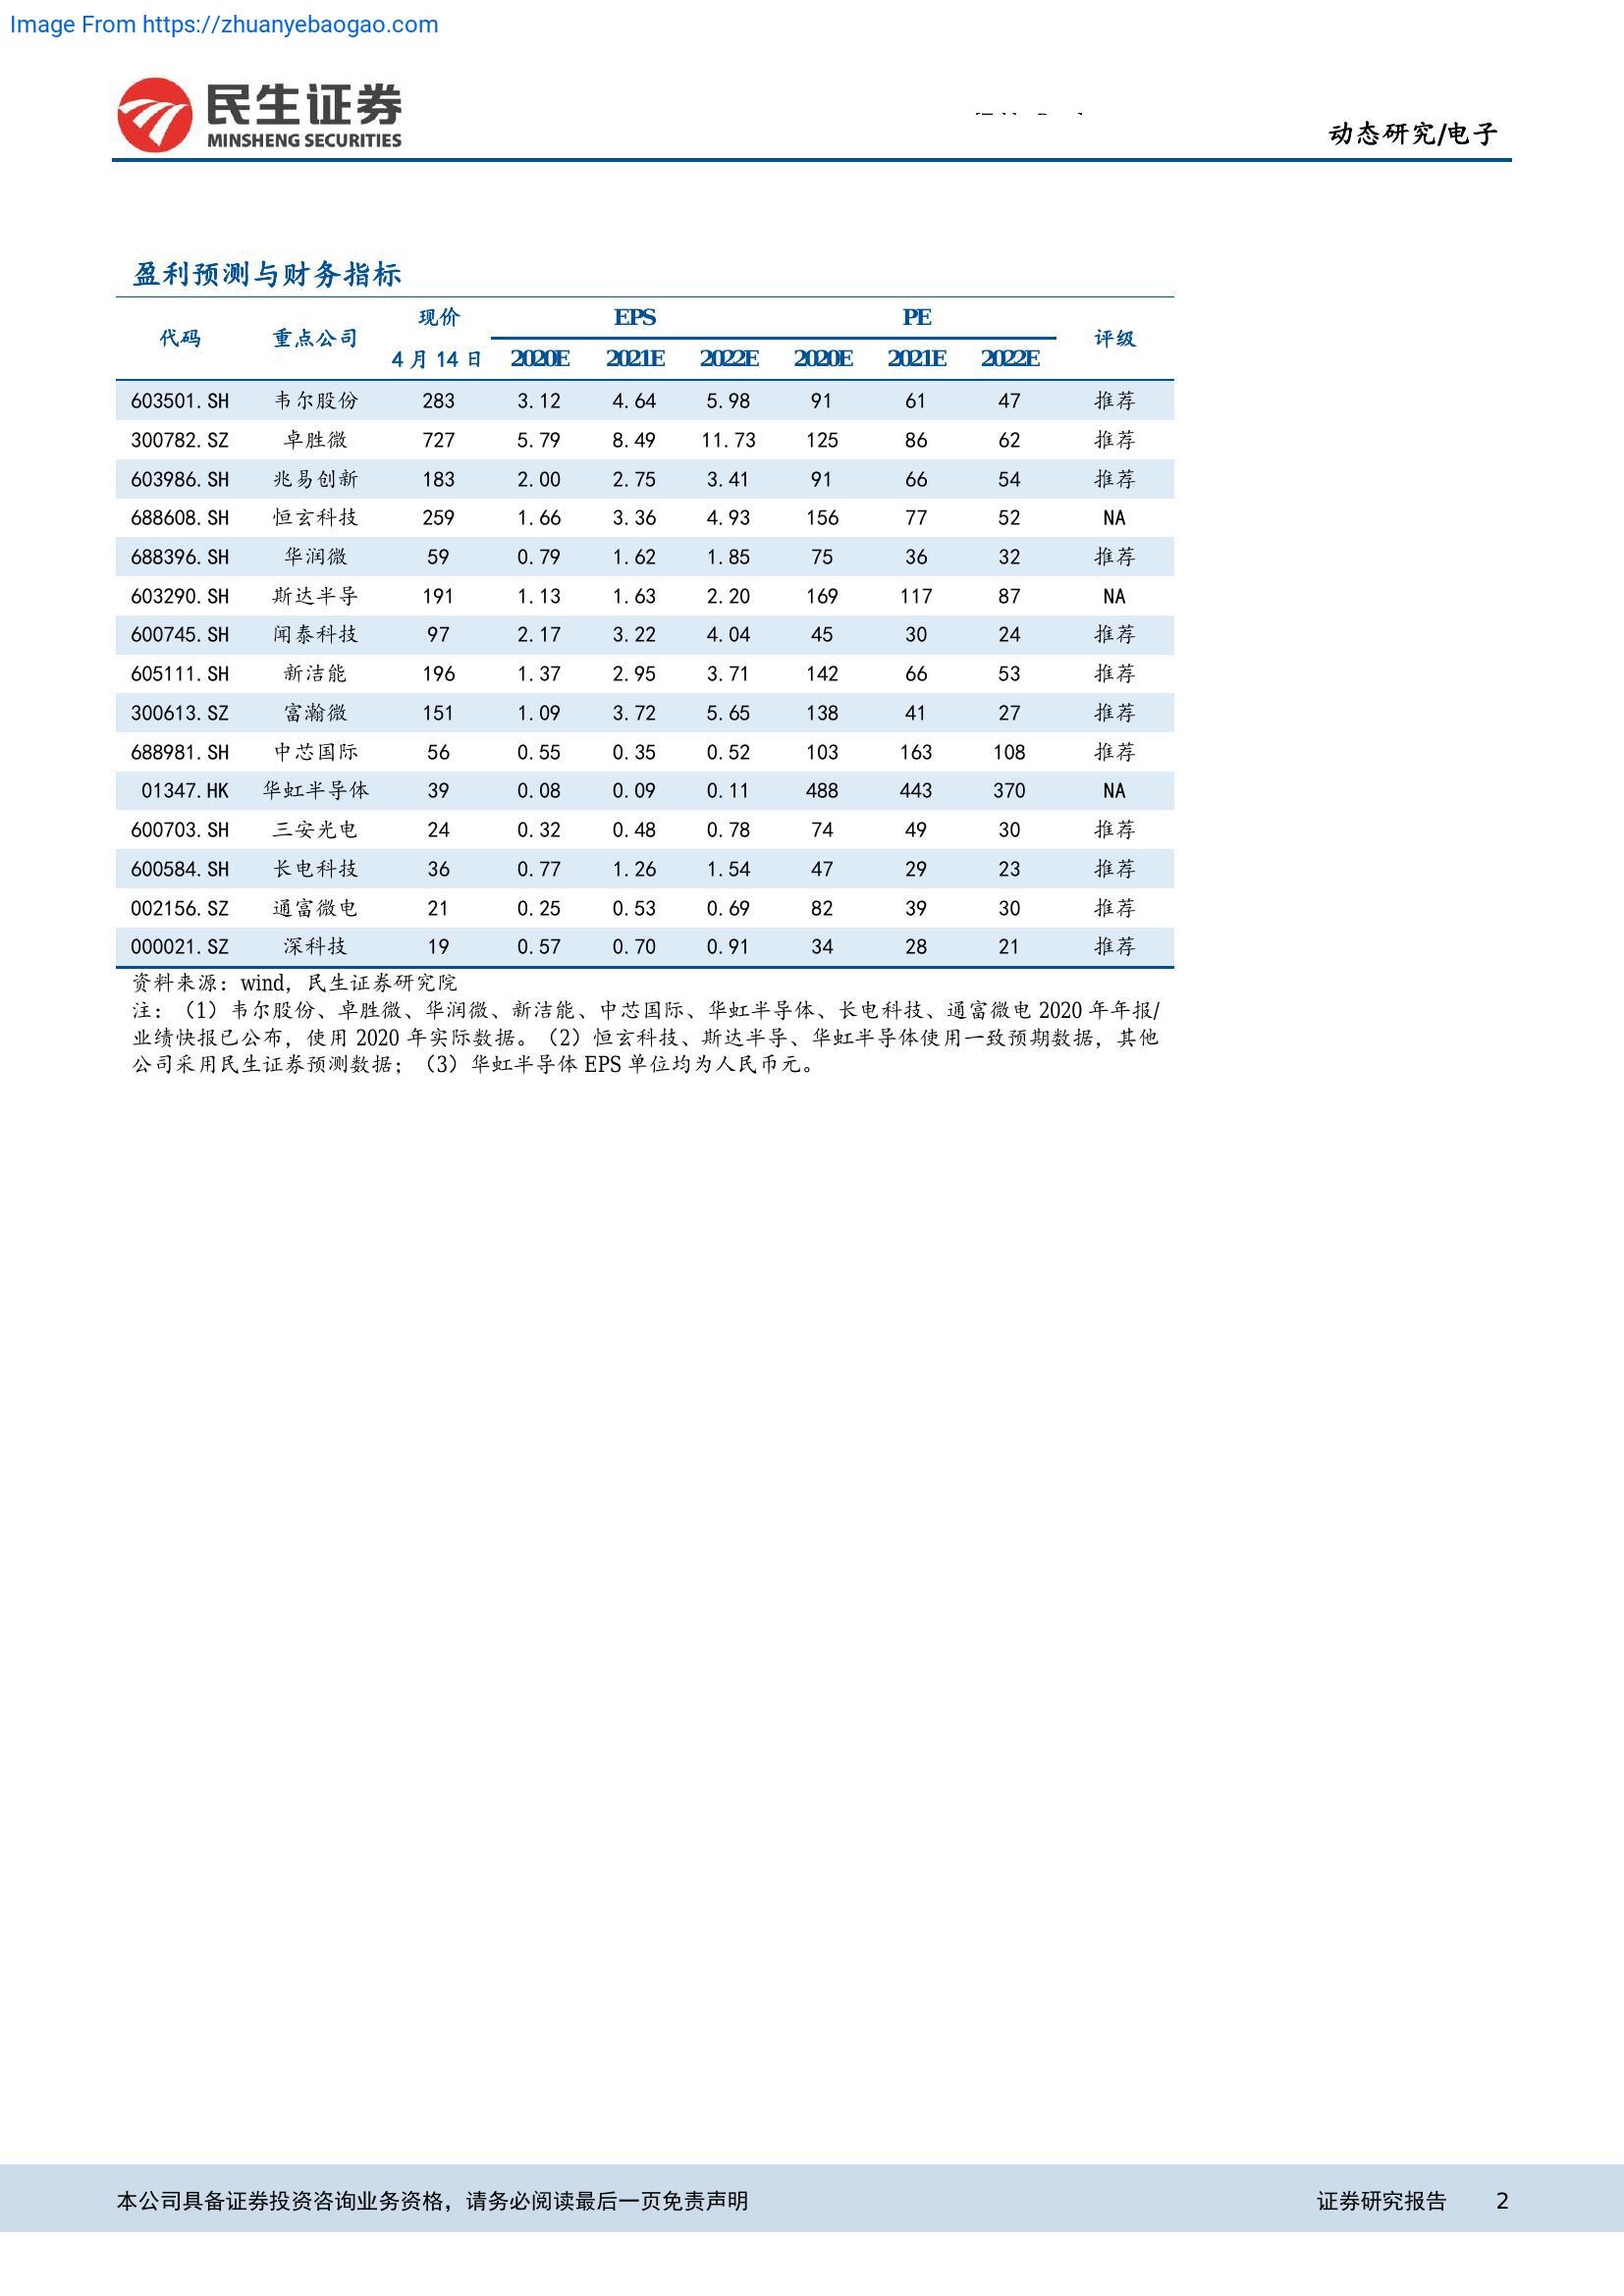 Image From https://zhuanyebaogao.com
民生证券
MINSHENG SECURITIES
动态研究/电子
盈利预测与财务指标
代码 重点公司 现价 EPS PE 评级
4 月 14 日 2020E 2021E 2022E 2020E 2021E 2022E
603501.SH 韦尔股份 283 3.12 4.64 5.98 91 61 47 推荐
300782.SZ 卓胜微 727 5.79 8.49 11.73 125 86 62 推荐
603986.SH 兆易创新 183 2.00 2.75 3.41 91 66 54 推荐
688608.SH 恒玄科技 259 1.66 3.36 4.93 156 77 52 NA
688396.SH 华润微 59 0.79 1.62 1.85 75 36 32 推荐
603290.SH 斯达半导 191 1.13 1.63 2.20 169 117 87 NA
600745.SH 闻泰科技 97 2.17 3.22 4.04 45 30 24 推荐
605111.SH 新洁能 196 1.37 2.95 3.71 142 66 53 推荐
300613.SZ 富瀚微 151 1.09 3.72 5.65 138 41 27 推荐
688981.SH 中芯国际 56 0.55 0.35 0.52 103 163 108 推荐
01347.HK 华虹半导体 39 0.08 0.09 0.11 488 443 370 NA
600703.SH 三安光电 24 0.32 0.48 0.78 74 49 30 推荐
600584.SH 长电科技 36 0.77 1.26 1.54 47 29 23 推荐
002156.SZ 通富微电 21 0.25 0.53 0.69 82 39 30 推荐
000021.SZ 深科技 19 0.57 0.70 0.91 34 28 21 推荐
资料来源：wind，民生证券研究院
注：（1）韦尔股份、卓胜微、华润微、新洁能、中芯国际、华虹半导体、长电科技、通富微电 2020 年年报/
业绩快报已公布，使用 2020 年实际数据。（2）恒玄科技、斯达半导、华虹半导体使用一致预期数据，其他
公司采用民生证券预测数据；（3）华虹半导体 EPS 单位均为人民币元。
本公司具备证券投资咨询业务资格，请务必阅读最后一页免责声明 证券研究报告 2